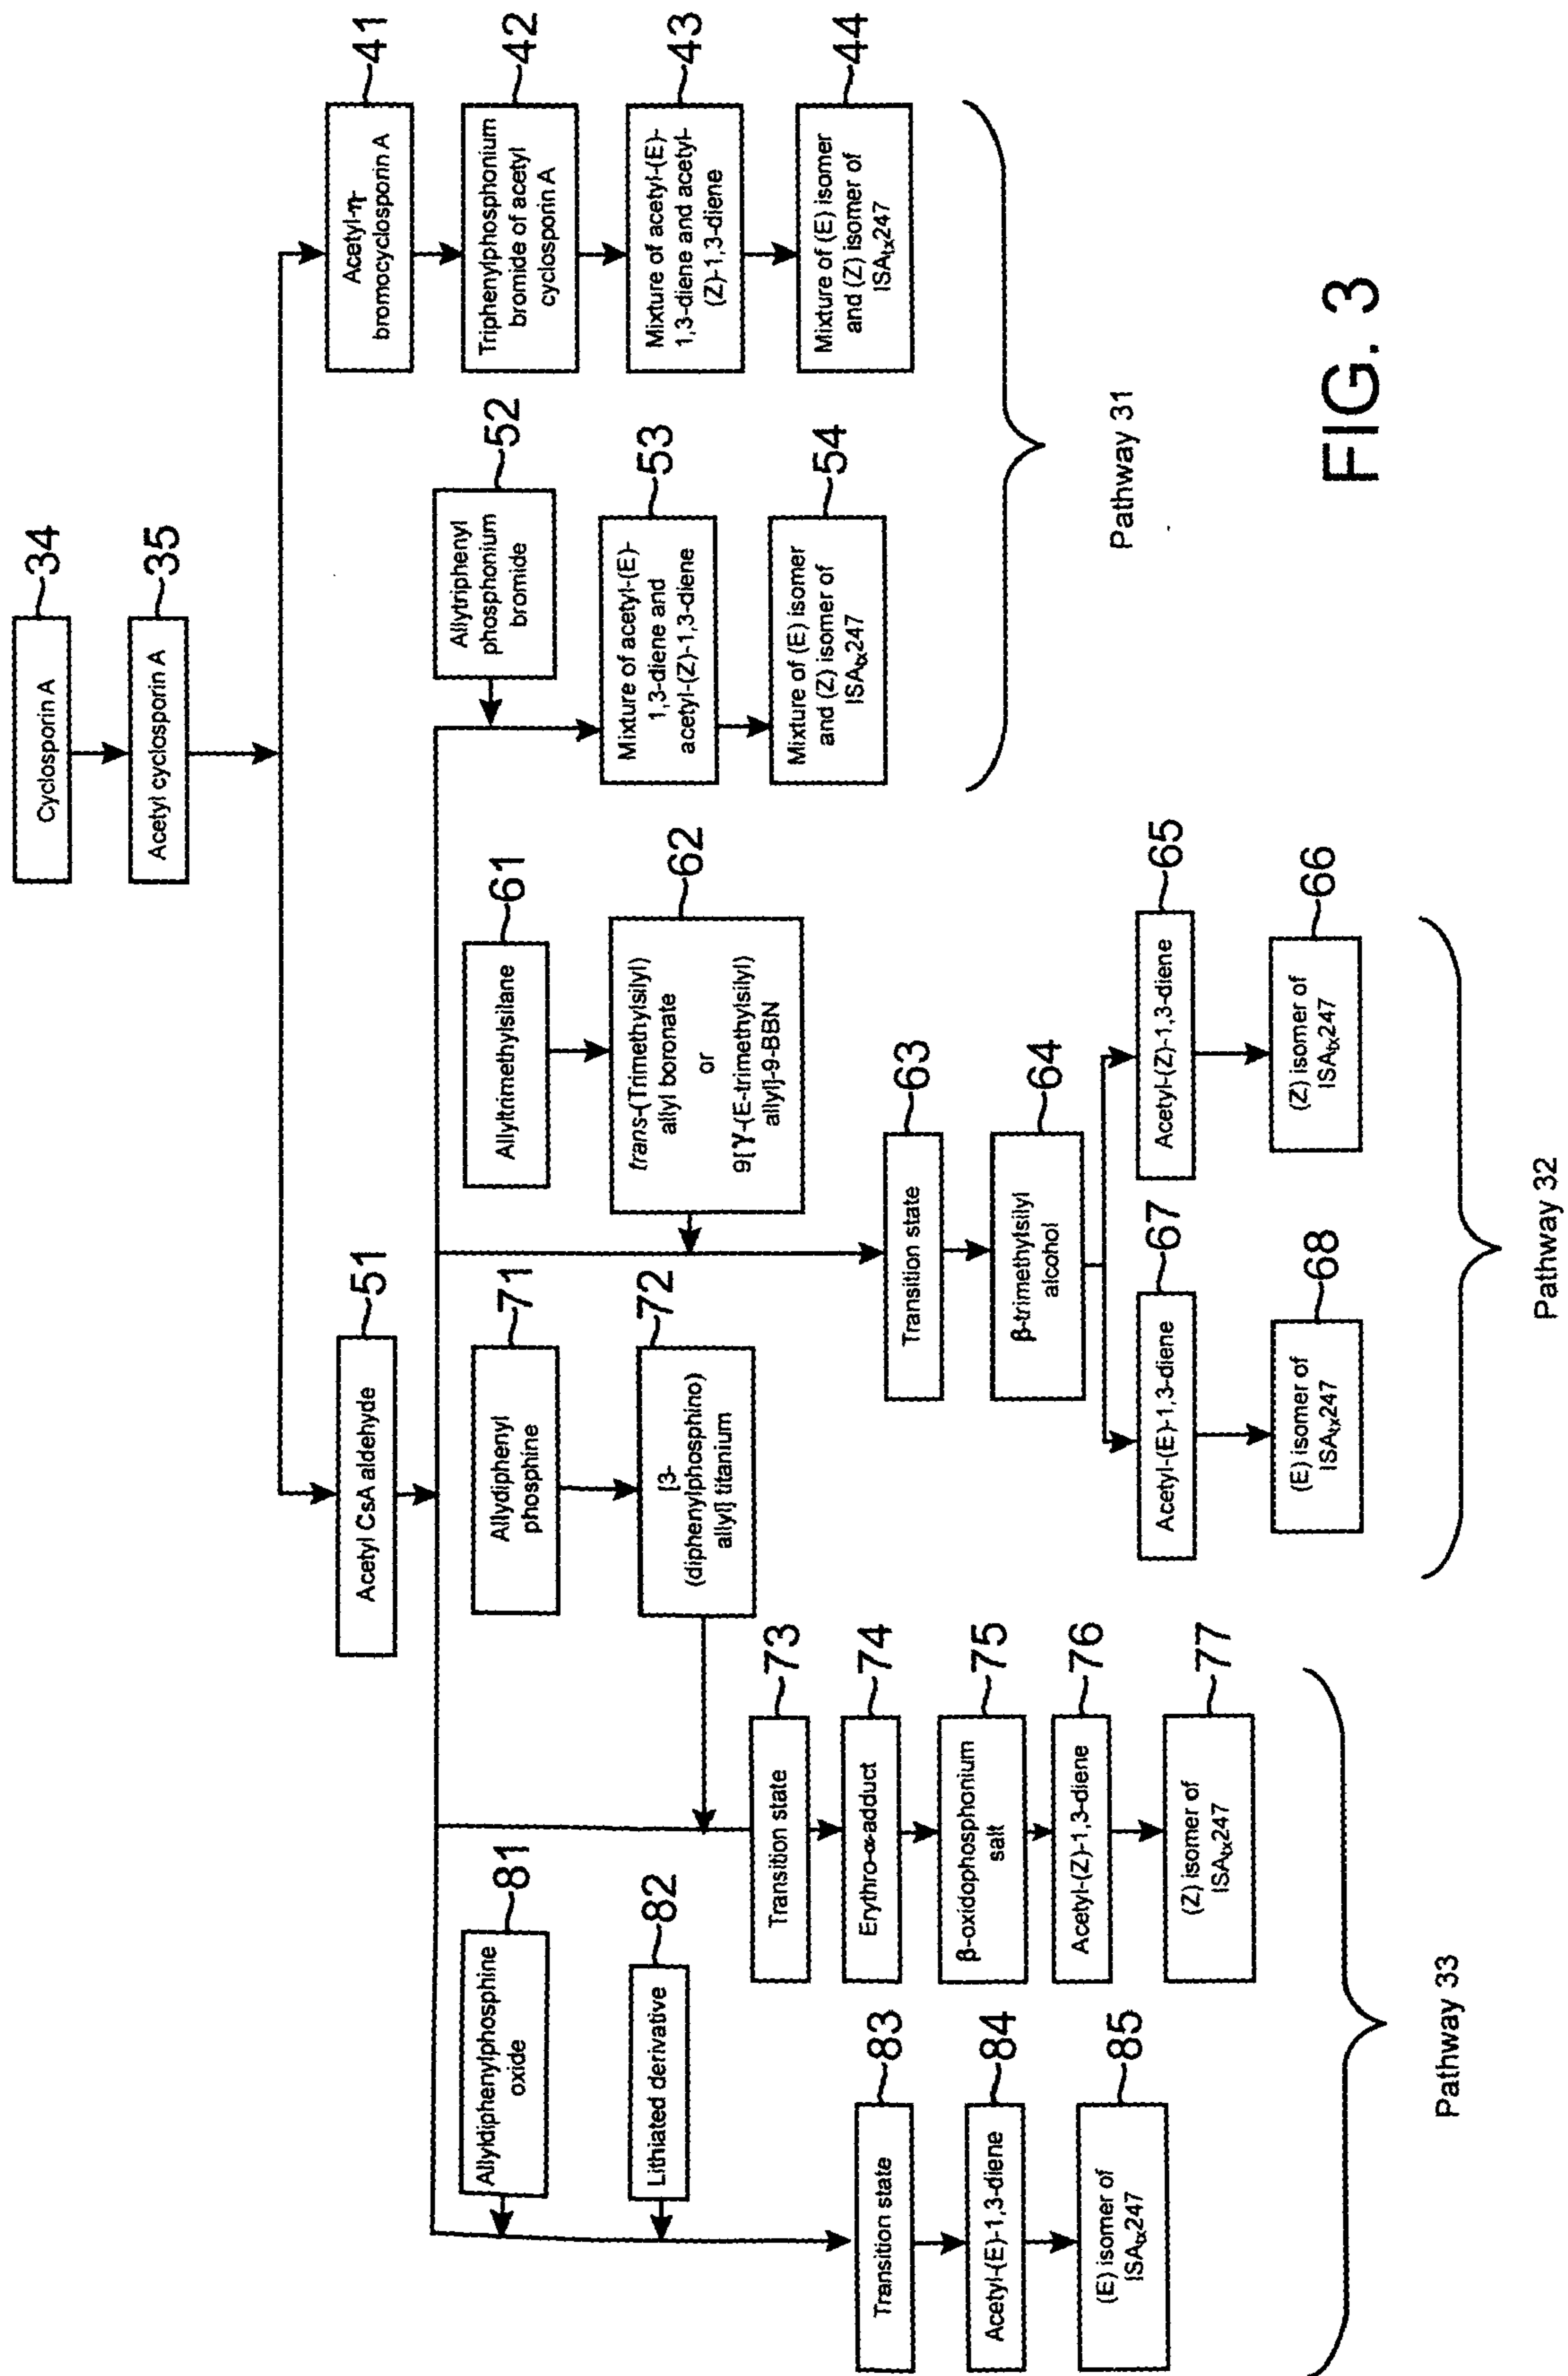 Cyclosporin A
34
Acetyl cyclosporin A
35
Acetyl-η-
bromocyclosporin A
41
Triphenylphosphonium
bromide of acetyl
cyclosporin A
42
Mixture of acetyl-(E)-
1,3-diene and acetyl-
(Z)-1,3-diene
43
Mixture of (E) isomer
and (Z) isomer of
ISAtx247
44
Acetyl CsA aldehyde
51
Allytriphenyl
phosphonium
bromide
52
Mixture of acetyl-(E)-
1,3-diene and
acetyl-(Z)-1,3-diene
53
Mixture of (E) isomer
and (Z) isomer of
ISAtx247
54
Pathway 31
Allyltrimethylsilane
61
trans-(Trimethylsilyl)
allyl boronate
or
9[γ-(E-trimethylsilyl)
allyl]-9-BBN
62
Transition state
63
β-trimethylsilyl
alcohol
64
Acetyl-(Z)-1,3-diene
65
(Z) isomer of
ISAtx247
66
Acetyl-(E)-1,3-diene
67
(E) isomer of
ISAtx247
68
Pathway 32
Allydiphenyl
phosphine
71
[3-
(diphenylphosphino)
allyl] titanium
72
Transition state
73
Erythro-α-adduct
74
β-oxidophosphonium
salt
75
Acetyl-(Z)-1,3-diene
76
(Z) isomer of
ISAtx247
77
Allyldiphenylphosphine
oxide
81
Lithiated derivative
82
Transition state
83
Acetyl-(E)-1,3-diene
84
(E) isomer of
ISAtx247
85
Pathway 33
FIG. 3